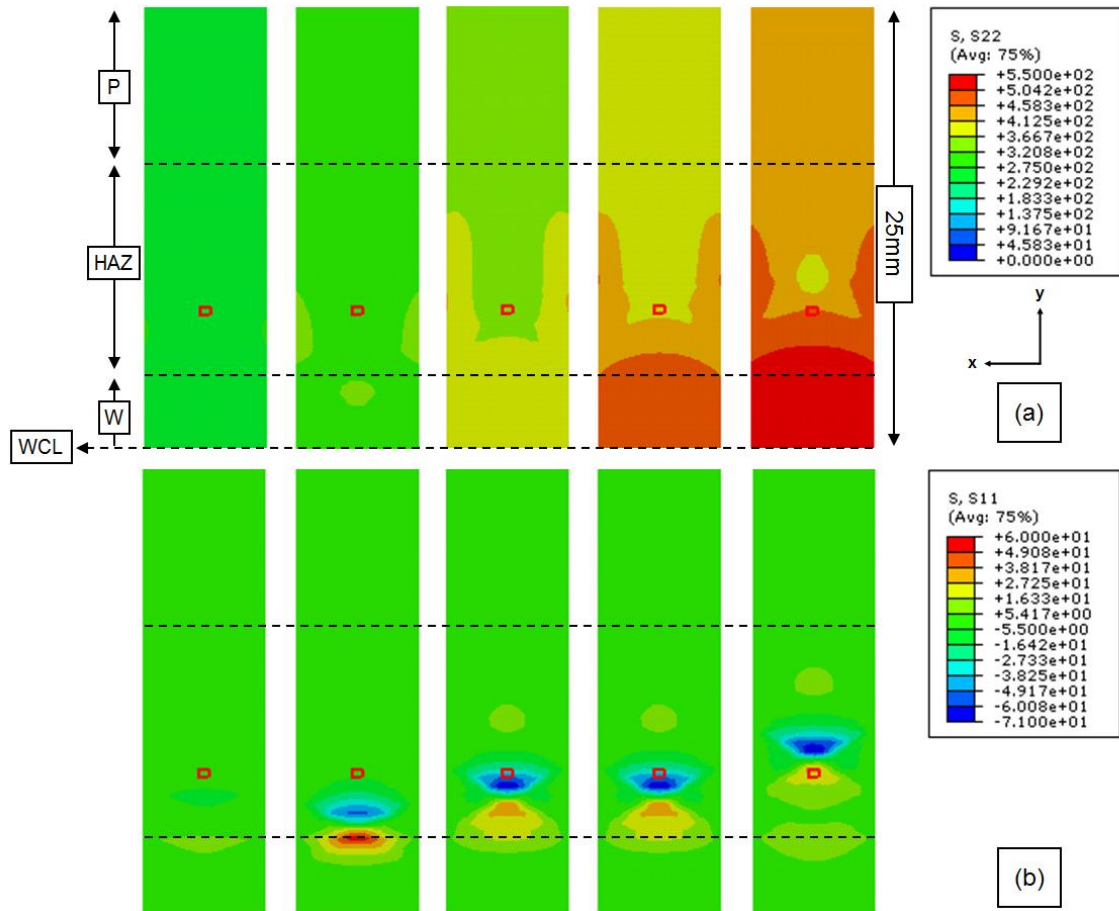 P
HAZ
W
WCL
25mm
S, S22
(Avg: 75%)
+5.500e+02
+5.042e+02
+4.583e+02
+4.125e+02
+3.667e+02
+3.208e+02
+2.750e+02
+2.292e+02
+1.833e+02
+1.375e+02
+9.167e+01
+4.583e+01
+0.000e+00
y
x
(a)
S, S11
(Avg: 75%)
+6.000e+01
+4.908e+01
+3.817e+01
+2.725e+01
+1.633e+01
+5.417e+00
-5.500e+00
-1.642e+01
-2.733e+01
-3.825e+01
-4.917e+01
-6.008e+01
-7.100e+01
(b)